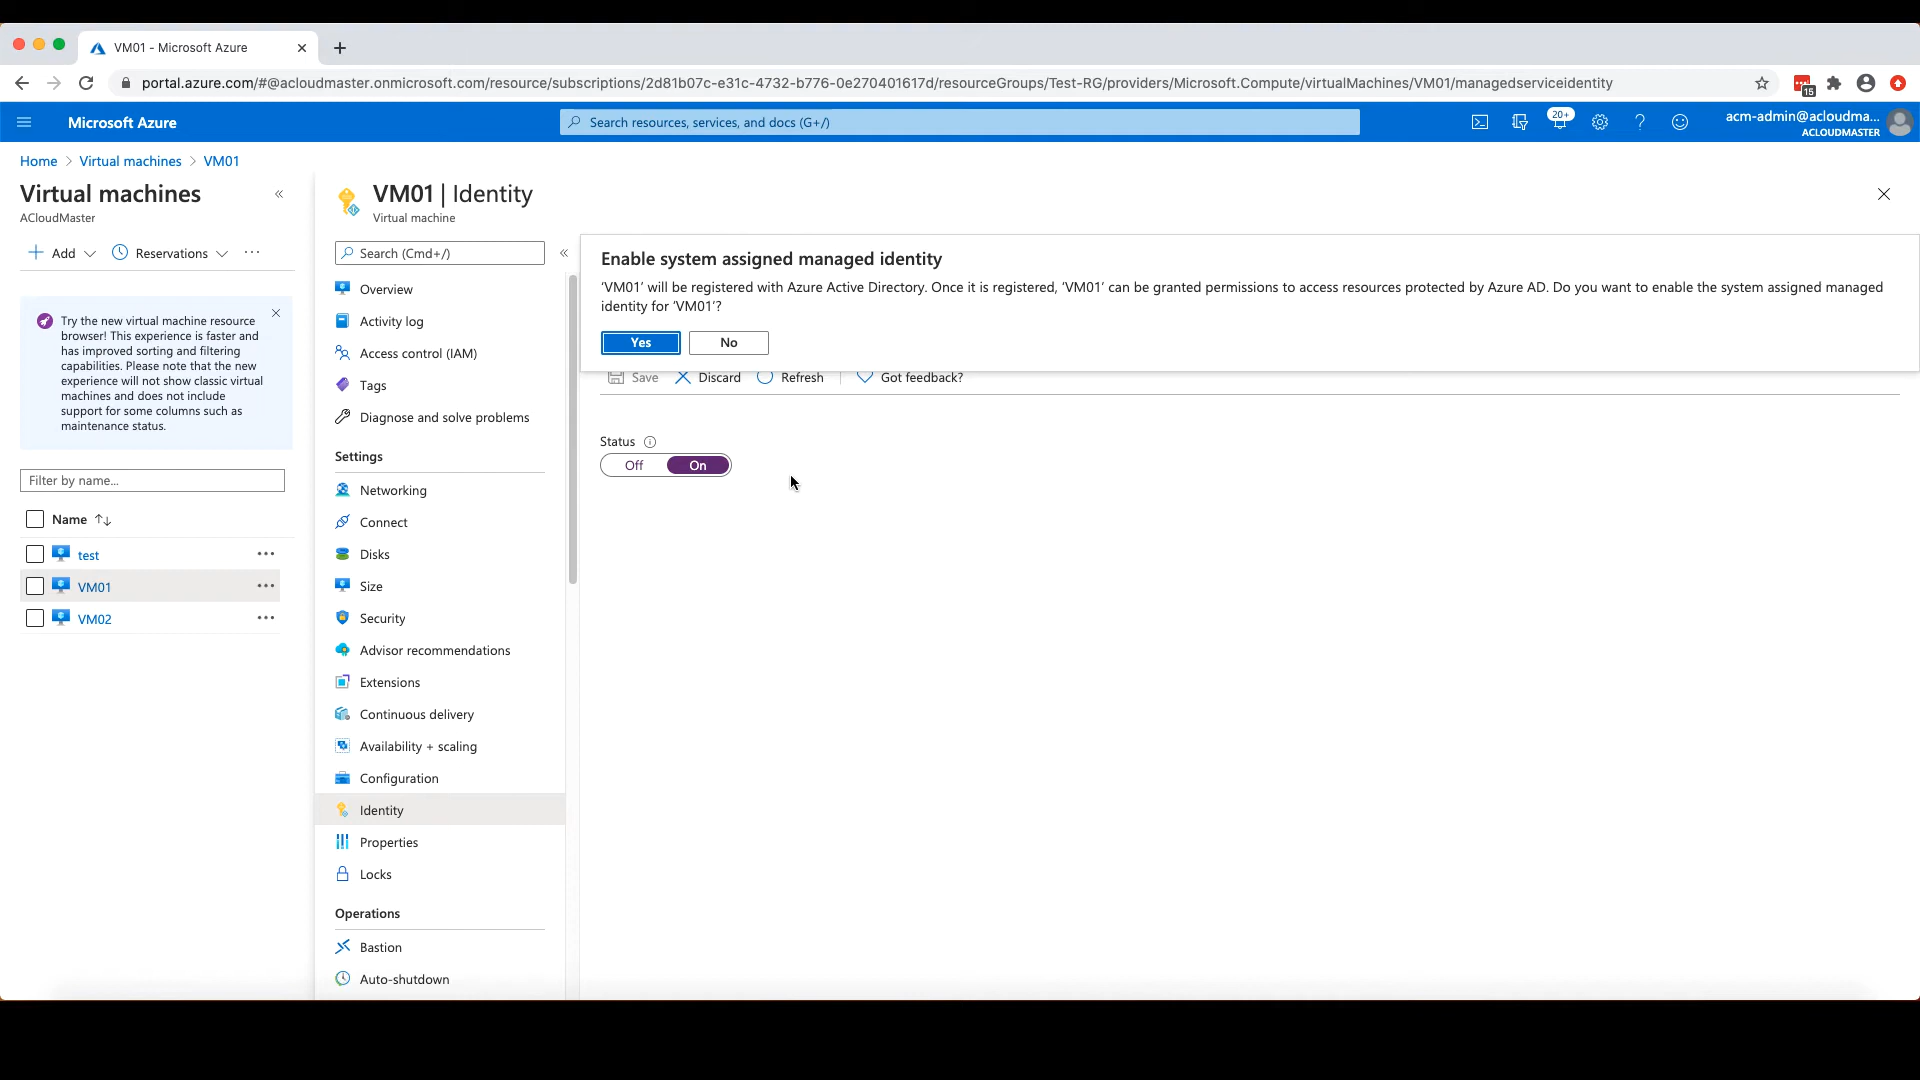 VM01 - Microsoft Azure
portal.azure.com/#@acloudmaster.onmicrosoft.com/resource/subscriptions/2d81b07c-e31c-4732-b776-0e270401617d/resourceGroups/Test-RG/providers/Microsoft.Compute/virtualMachines/VM01/managedserviceidentity
15
Microsoft Azure
Search resources, services, and docs (G+/)
20+
acm-admin@acloudma...
ACLOUDMASTER
Home > Virtual machines > VM01
Virtual machines
ACloudMaster
Add
Reservations
Try the new virtual machine resource
browser! This experience is faster and
has improved sorting and filtering
capabilities. Please note that the new
experience will not show classic virtual
machines and does not include
support for some columns such as
maintenance status.
Filter by name...
Name
test
VM01
VM02
VM01 | Identity
Virtual machine
Search (Cmd+/)
Overview
Activity log
Access control (IAM)
Tags
Diagnose and solve problems
Settings
Networking
Connect
Disks
Size
Security
Advisor recommendations
Extensions
Continuous delivery
Availability + scaling
Configuration
Identity
Properties
Locks
Operations
Bastion
Auto-shutdown
Enable system assigned managed identity
'VM01' will be registered with Azure Active Directory. Once it is registered, 'VM01' can be granted permissions to access resources protected by Azure AD. Do you want to enable the system assigned managed
identity for 'VM01'?
Yes
No
Save
Discard
Refresh
Got feedback?
Status
Off
On